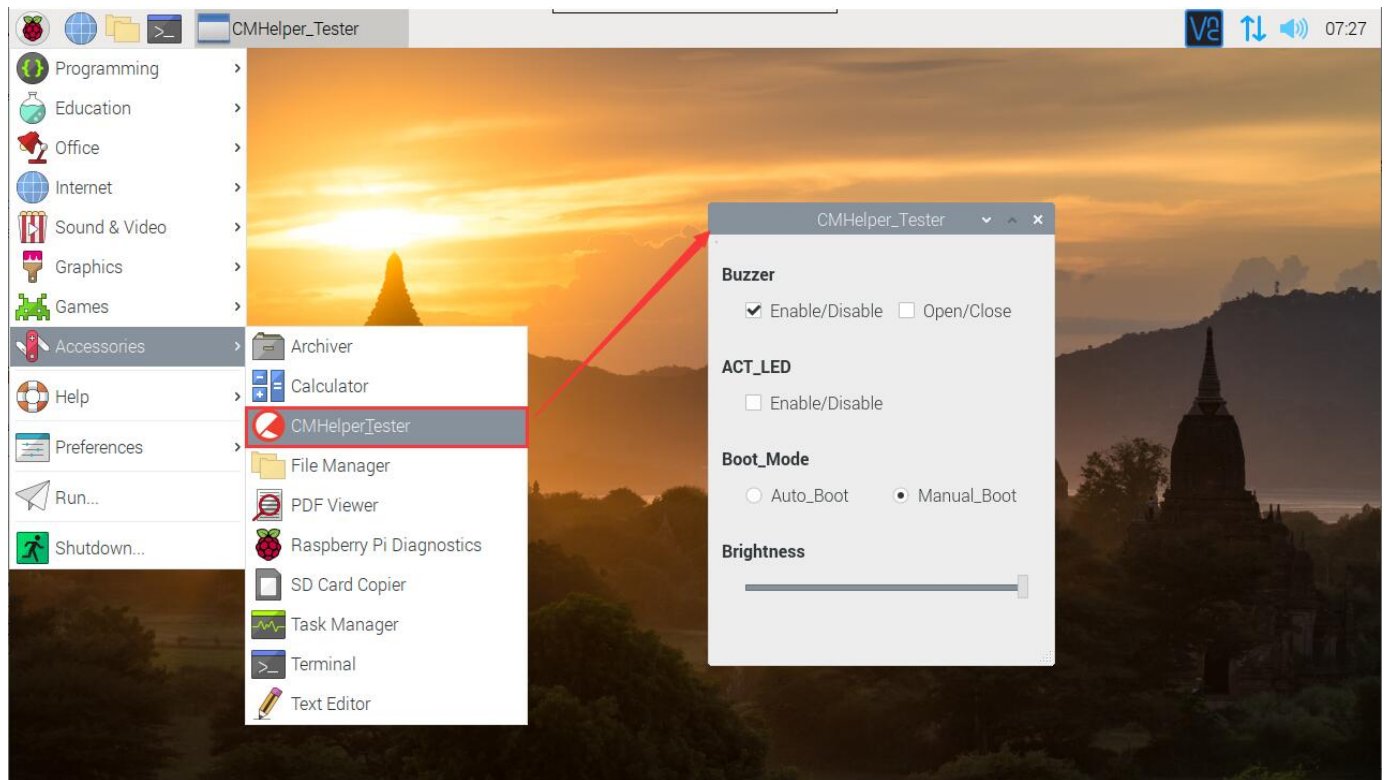 CMHelper_Tester
V2
07:27
Programming
Education
Office
Internet
Sound & Video
Graphics
Games
Accessories
Help
Preferences
Run...
Shutdown...
Archiver
Calculator
CMHelperTester
File Manager
PDF Viewer
Raspberry Pi Diagnostics
SD Card Copier
Task Manager
Terminal
Text Editor
CMHelper_Tester
Buzzer
Enable/Disable Open/Close
ACT_LED
Enable/Disable
Boot_Mode
Auto_Boot Manual_Boot
Brightness